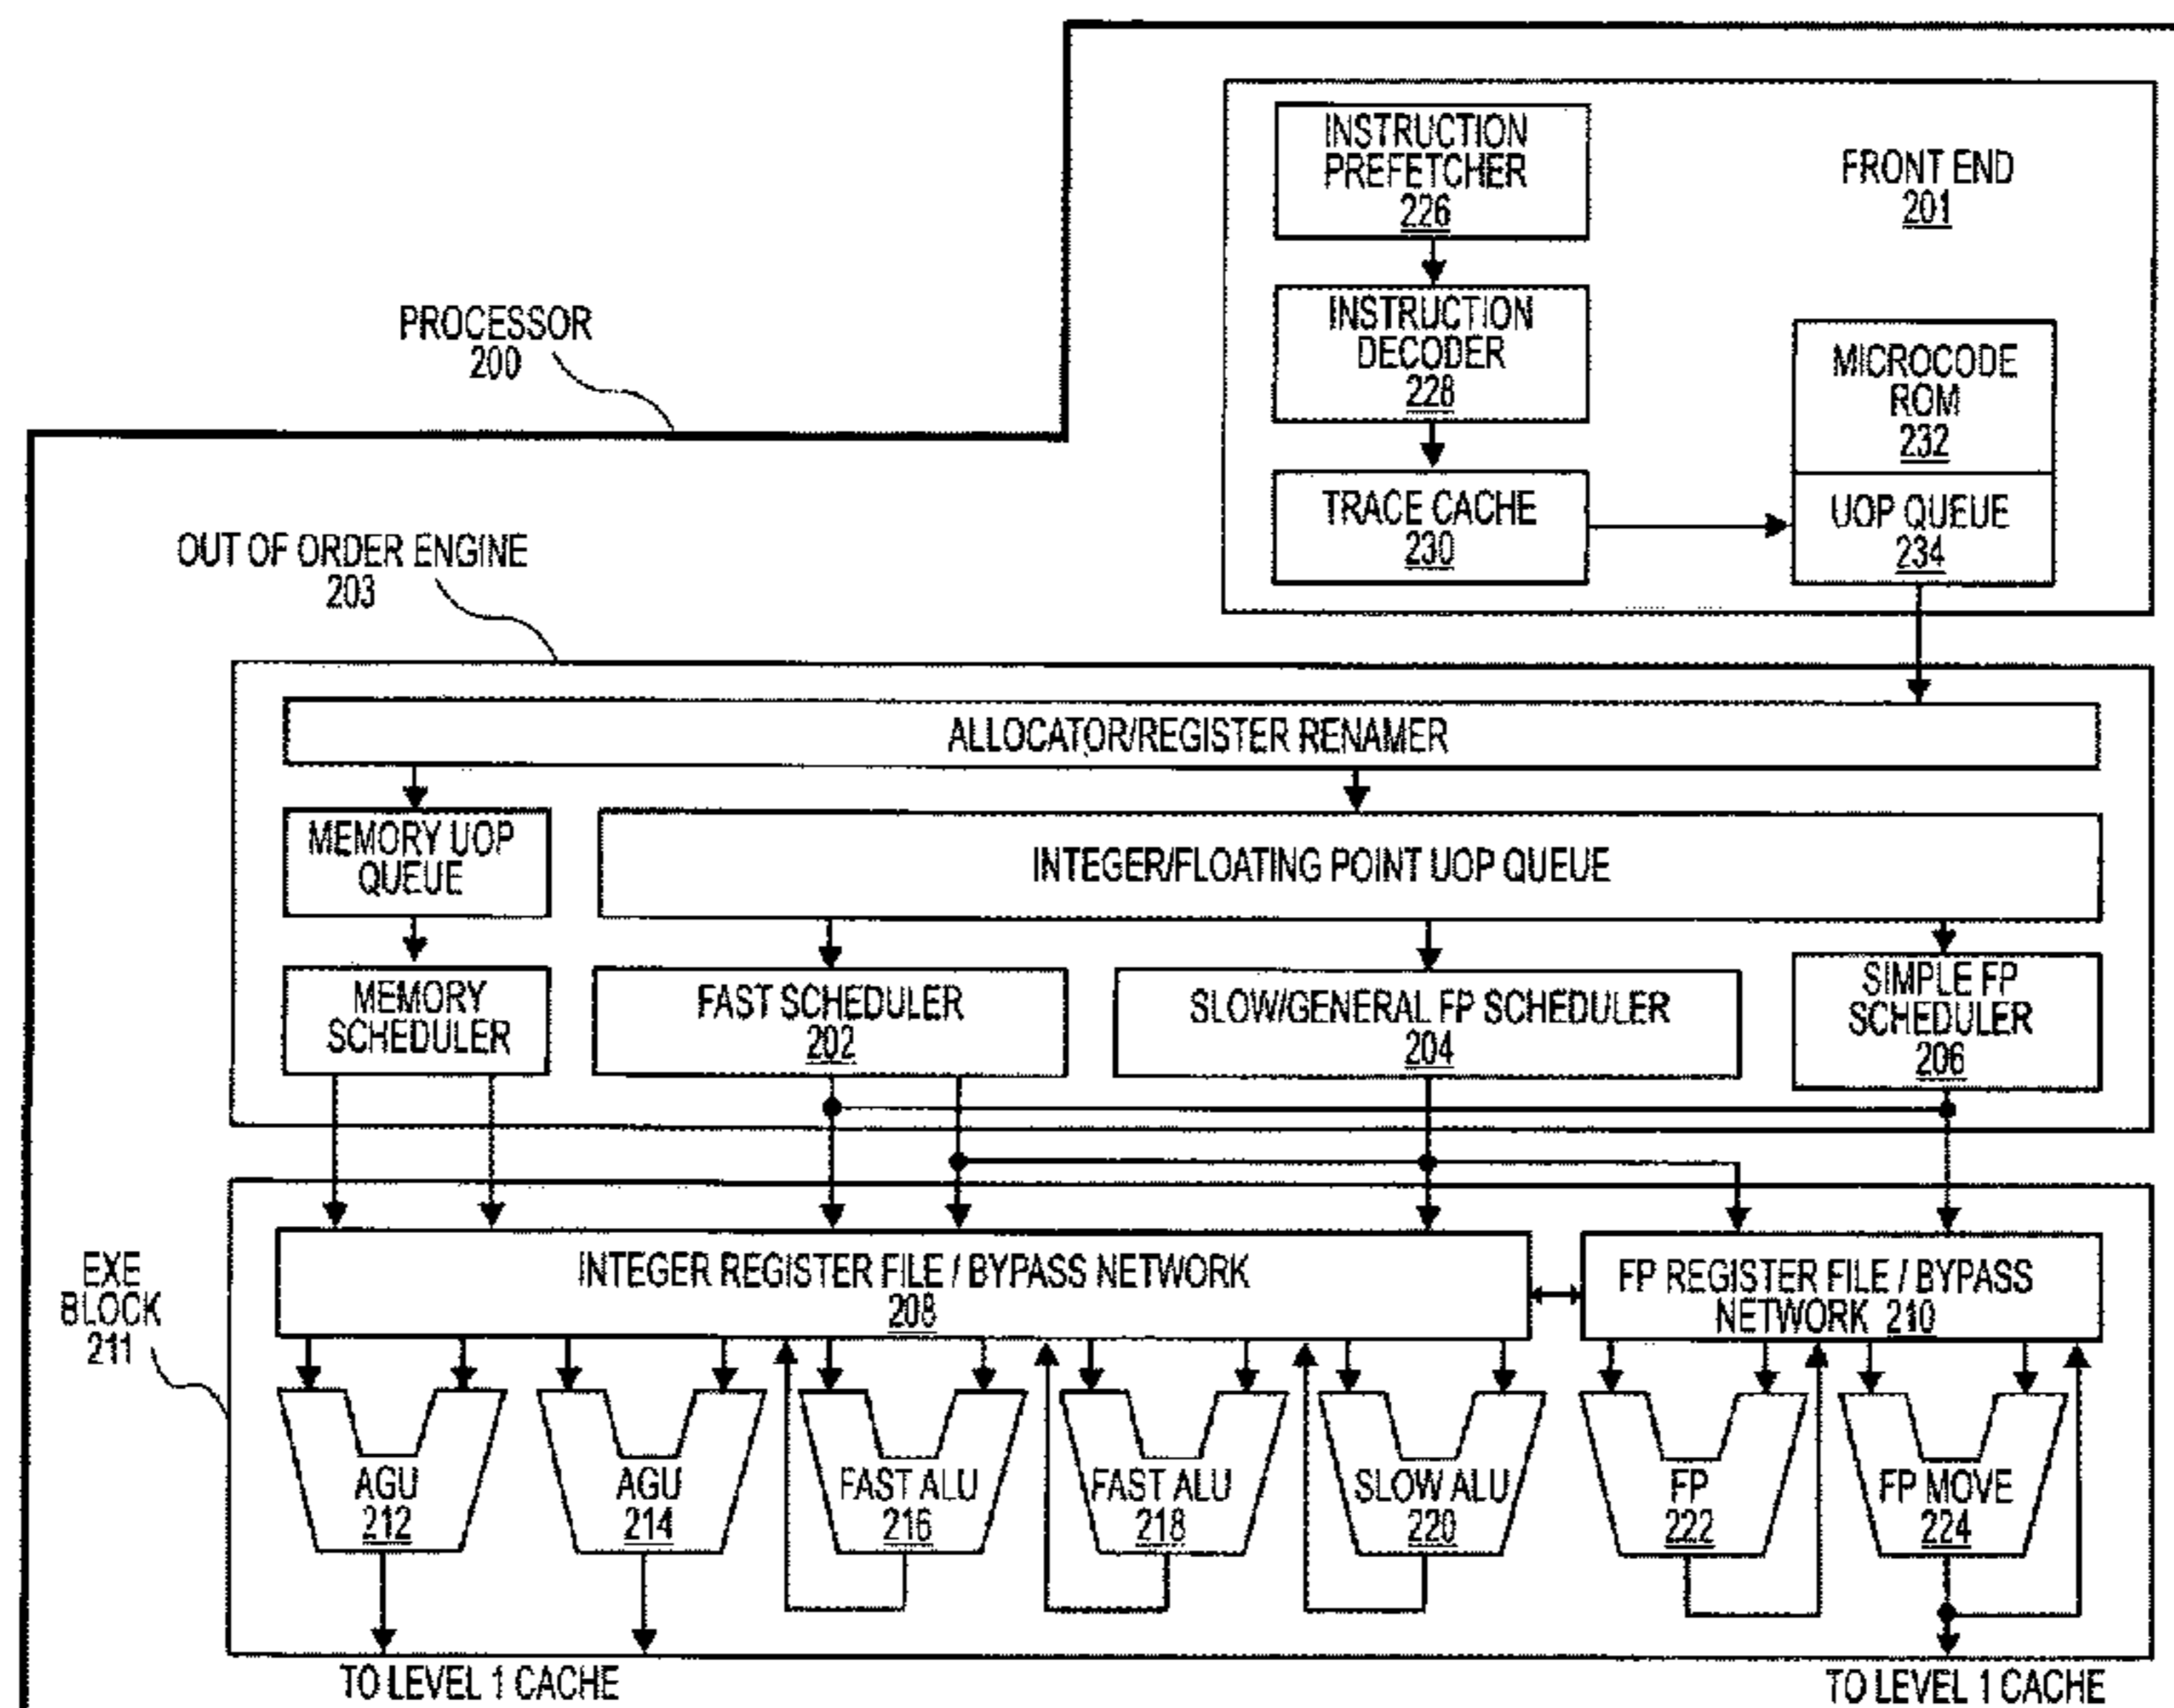 INSTRUCTION
PREFETCHER
226
FRONT END
201
PROCESSOR
200
INSTRUCTION
DECODER
228
MICROCODE
ROM
232
TRACE CACHE
230
UOP QUEUE
234
OUT OF ORDER ENGINE
203
ALLOCATOR/REGISTER RENAMER
MEMORY UOP
QUEUE
INTEGER/FLOATING POINT UOP QUEUE
MEMORY
SCHEDULER
FAST SCHEDULER
202
SLOW/GENERAL FP SCHEDULER
204
SIMPLE FP
SCHEDULER
206
EXE
BLOCK
211
INTEGER REGISTER FILE / BYPASS NETWORK
208
FP REGISTER FILE / BYPASS
NETWORK 210
AGU
212
AGU
214
FAST ALU
216
FAST ALU
218
SLOW ALU
220
FP
222
FP MOVE
224
TO LEVEL 1 CACHE
TO LEVEL 1 CACHE